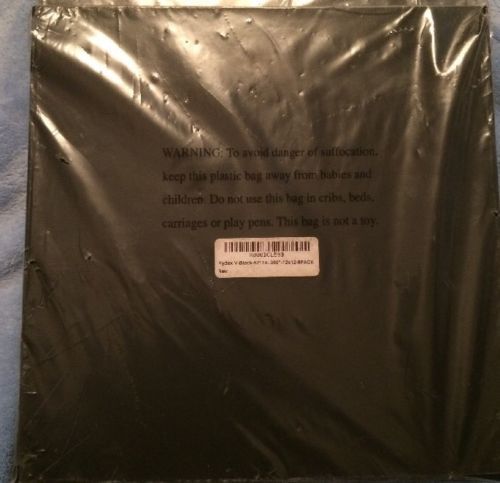 WARNING: To avoid danger of suffocation,
keep this plastic bag away from babies and
children. Do not use this bag in cribs, beds,
carriages or play pens. This bag is not a toy.
New